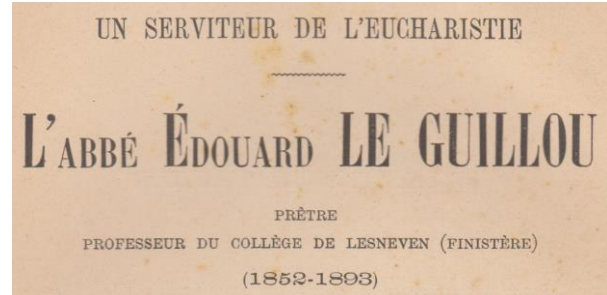 UN SERVITEUR DE L'EUCHARISTIE
L'ABBÉ ÉDOUARD LE GUILLOU
PRÊTRE
PROFESSEUR DU COLLÈGE DE LESNEVEN (FINISTÈRE)
(1852-1893)